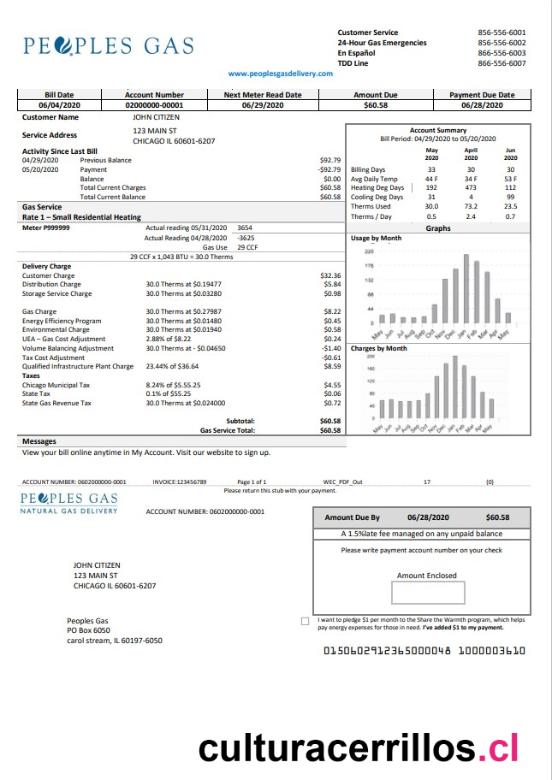 PEOPLES GAS
Customer Service 856-556-6001
24-Hour Gas Emergencies 856-556-6002
En Español 856-556-6003
TDD Line 866-556-6007
www.peoplesgasdelivery.com
Bill Date Account Number Next Meter Read Date Amount Due Payment Due Date
06/04/2020 02000000-00001 06/29/2020 $60.58 06/28/2020
Customer Name JOHN CITIZEN
Service Address 123 MAIN ST
CHICAGO IL 60601-6207
Activity Since Last Bill
04/29/2020 Previous Balance $92.79
05/20/2020 Payment -$92.79
Balance $0.00
Total Current Charges $60.58
Total Current Balance $60.58
Gas Service
Rate 1 – Small Residential Heating
Meter P999999 Actual reading 05/31/2020 3654
Actual Reading 04/28/2020 -3625
Gas Use 29 CCF
29 CCF x 1,043 BTU = 30.0 Therms
Delivery Charge
Customer Charge $32.36
Distribution Charge 30.0 Therms at $0.19477 $5.84
Storage Service Charge 30.0 Therms at $0.03280 $0.98
Gas Charge 30.0 Therms at $0.27987 $8.22
Energy Efficiency Program 30.0 Therms at $0.01480 $0.45
Environmental Charge 30.0 Therms at $0.01940 $0.58
UEA – Gas Cost Adjustment 2.88% of $8.22 $0.24
Volume Balancing Adjustment 30.0 Therms at - $0.04650 -$1.40
Tax Cost Adjustment -$0.61
Qualified Infrastructure Plant Charge 23.44% of $36.64 $8.59
Taxes
Chicago Municipal Tax 8.24% of $55.55.25 $4.55
State Tax 0.1% of $55.25 $0.06
State Gas Revenue Tax 30.0 Therms at $0.024000 $0.72
Subtotal: $60.58
Gas Service Total: $60.58
Account Summary
Bill Period: 04/29/2020 to 05/20/2020
May April Jun
2020 2020 2020
Billing Days 33 30 30
Avg Daily Temp 44 F 34 F 53 F
Heating Deg Days 192 473 112
Cooling Deg Days 31 4 99
Therms Used 30.0 73.2 23.5
Therms / Day 0.5 2.4 0.7
Graphs
Usage by Month
220
176
132
88
44
0
May Jun Jul Aug Sep Oct Nov Dec Jan Feb Mar Apr May
Charges by Month
200
160
120
80
40
0
May Jun Jul Aug Sep Oct Nov Dec Jan Feb Mar Apr May
Messages
View your bill online anytime in My Account. Visit our website to sign up.
ACCOUNT NUMBER: 0602000000-0001 INVOICE:123456789 Page 1 of 1 WEC_PDF_Out 17 (0)
Please return this stub with your payment.
PEOPLES GAS
NATURAL GAS DELIVERY
ACCOUNT NUMBER: 0602000000-0001
Amount Due By 06/28/2020 $60.58
A 1.5%late fee managed on any unpaid balance
Please write payment account number on your check
Amount Enclosed
JOHN CITIZEN
123 MAIN ST
CHICAGO IL 60601-6207
Peoples Gas
PO Box 6050
carol stream, IL 60197-6050
I want to pledge $1 per month to the Share the Warmth program, which helps
pay energy expenses for those in need. I've added $1 to my payment.
0150602912365000048 1000003610
culturacerrillos.cl